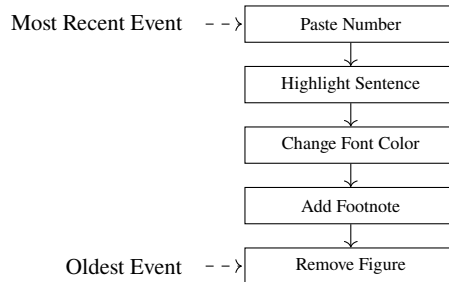 Most Recent Event
Paste Number
Highlight Sentence
Change Font Color
Add Footnote
Oldest Event
Remove Figure